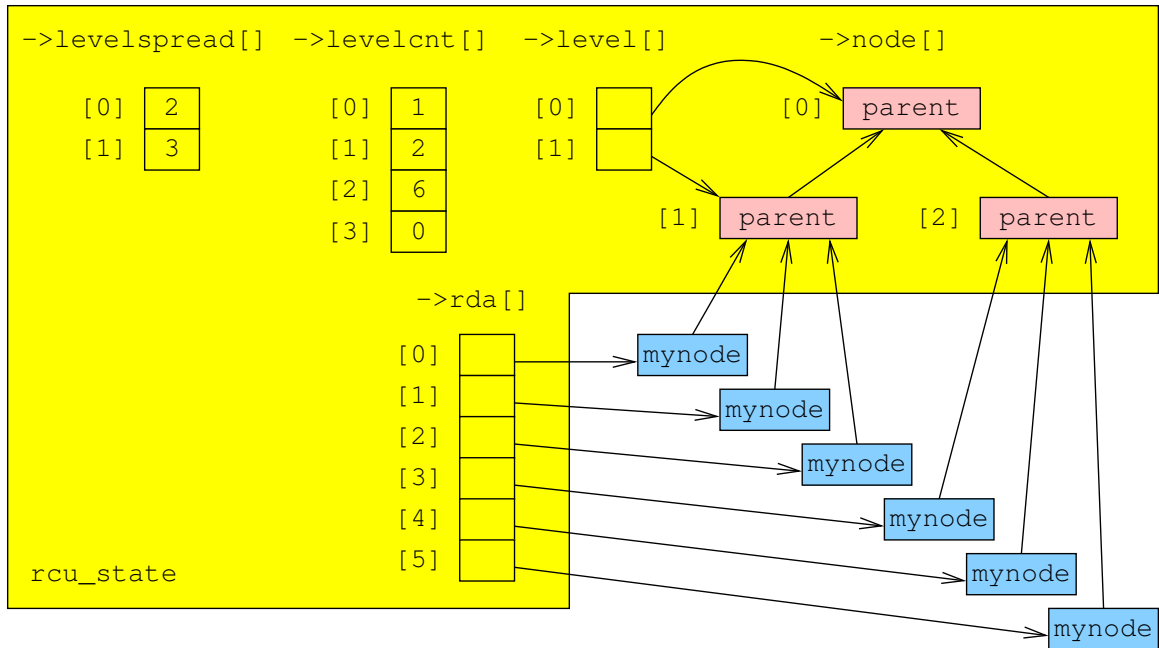 ->levelspread[] ->levelcnt[] ->level[] ->node[]
[0] 2 [0] 1 [0] [0] parent
[1] 3 [1] 2 [1]
[2] 6 [1] parent [2] parent
[3] 0
->rda[]
[0] mynode
[1] mynode
[2] mynode
[3] mynode
[4] mynode
[5] mynode
rcu_state